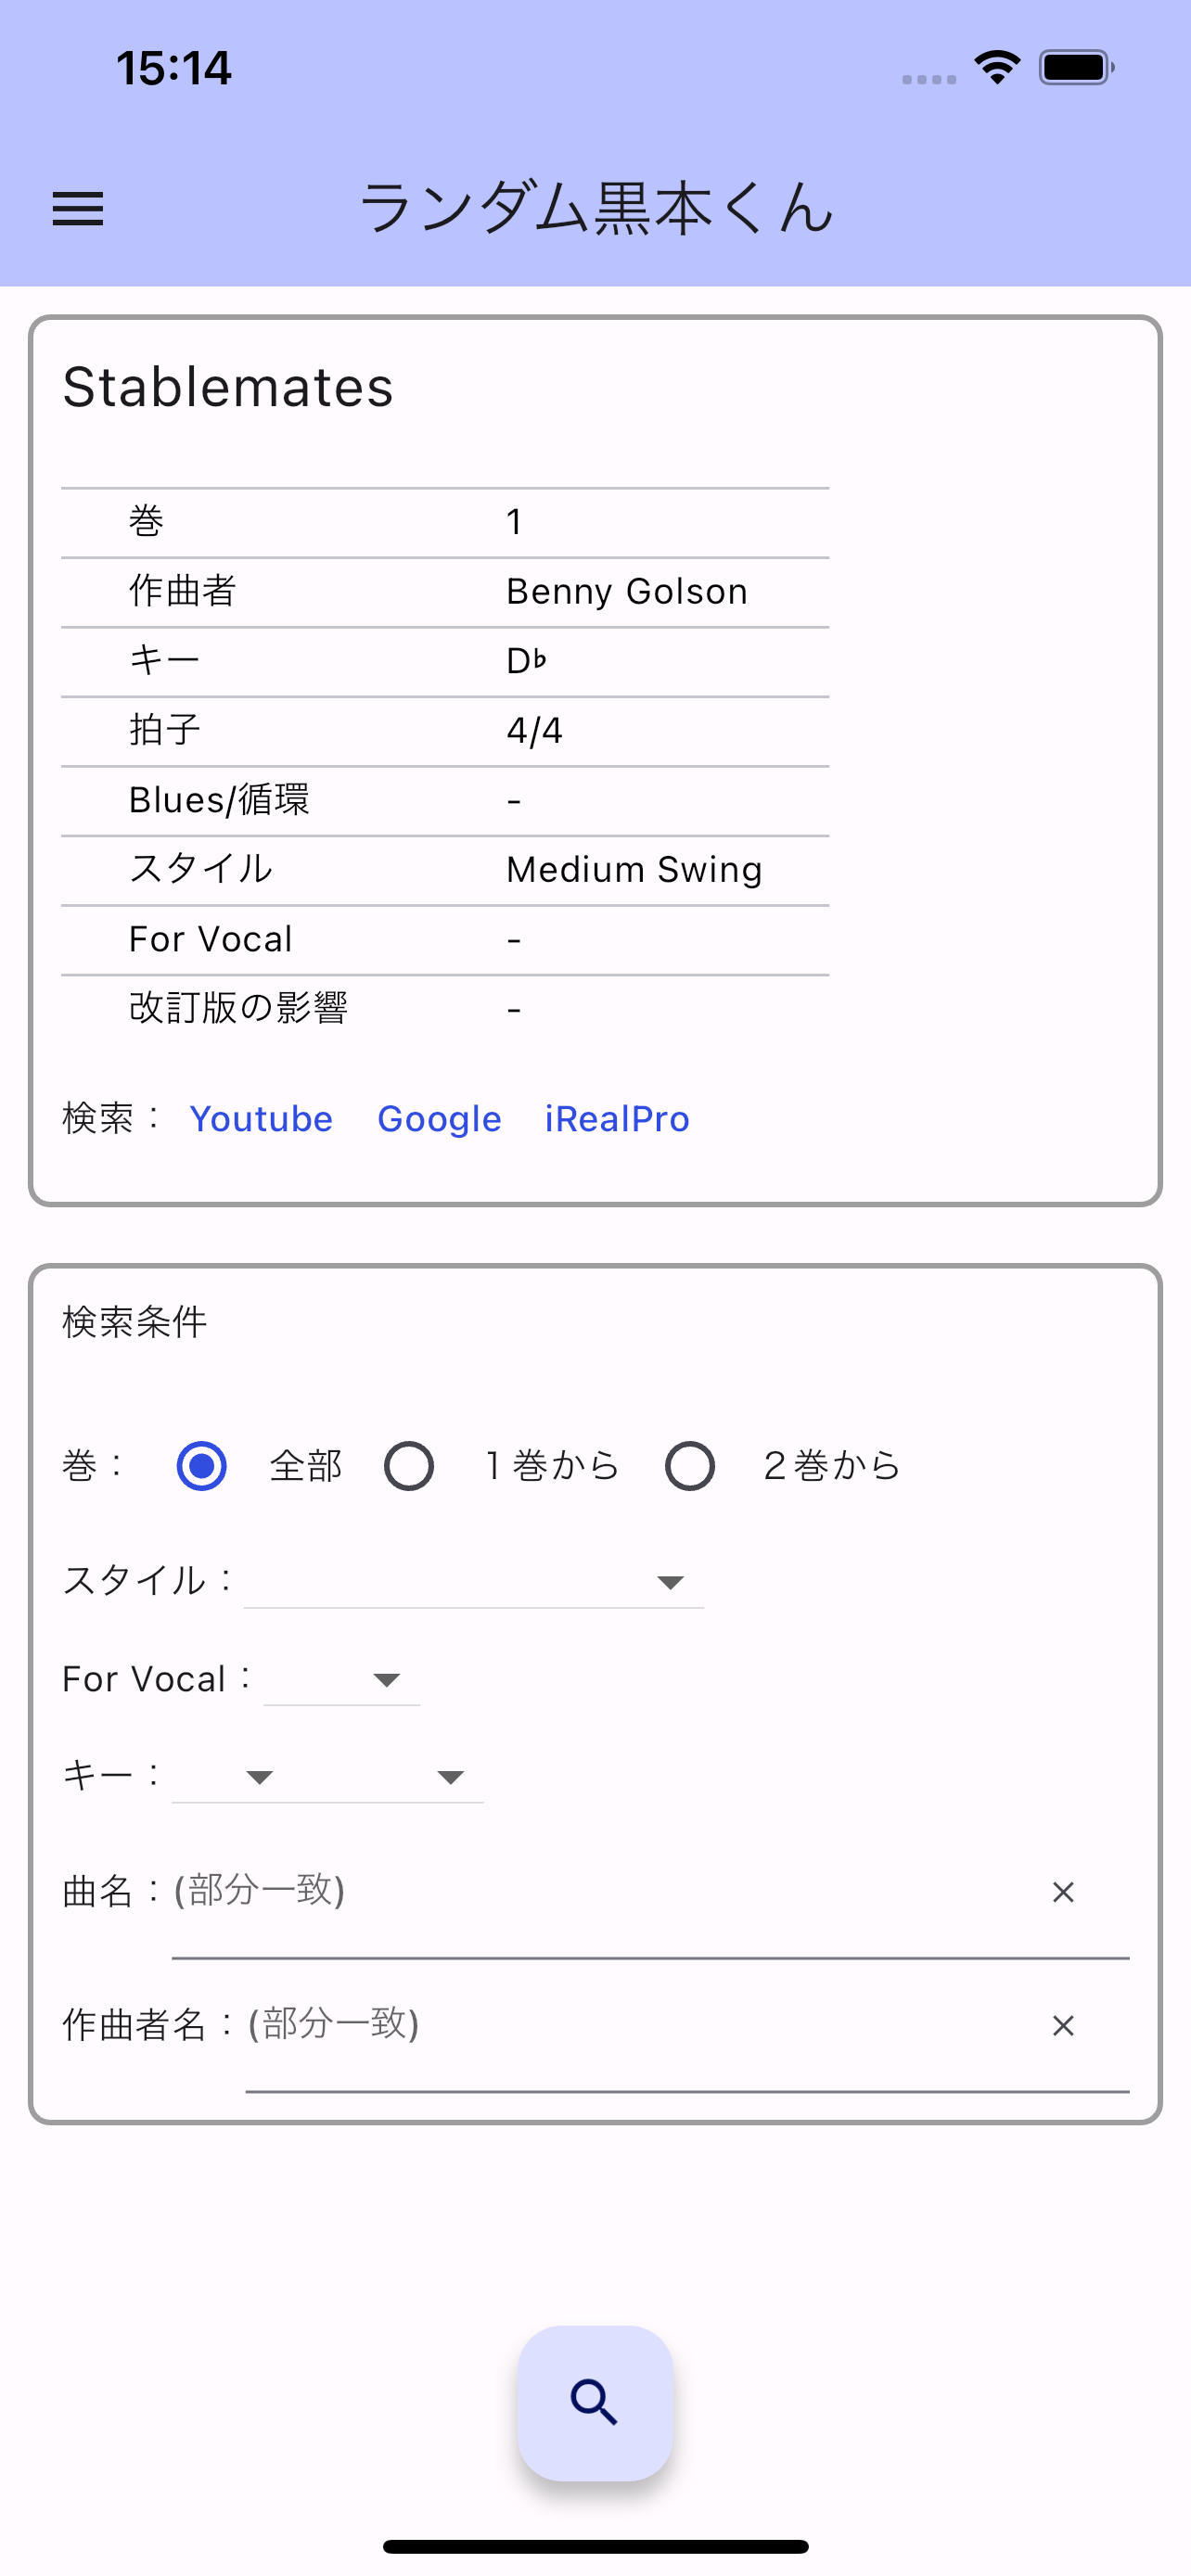 15:14
ランダム黒本くん
Stablemates
巻 1
作曲者 Benny Golson
キー D♭
拍子 4/4
Blues/循環 -
スタイル Medium Swing
For Vocal -
改訂版の影響 -
検索： Youtube Google iRealPro
検索条件
巻： 全部 １巻から ２巻から
スタイル：
For Vocal：
キー：
曲名：(部分一致) ×
作曲者名：(部分一致) ×